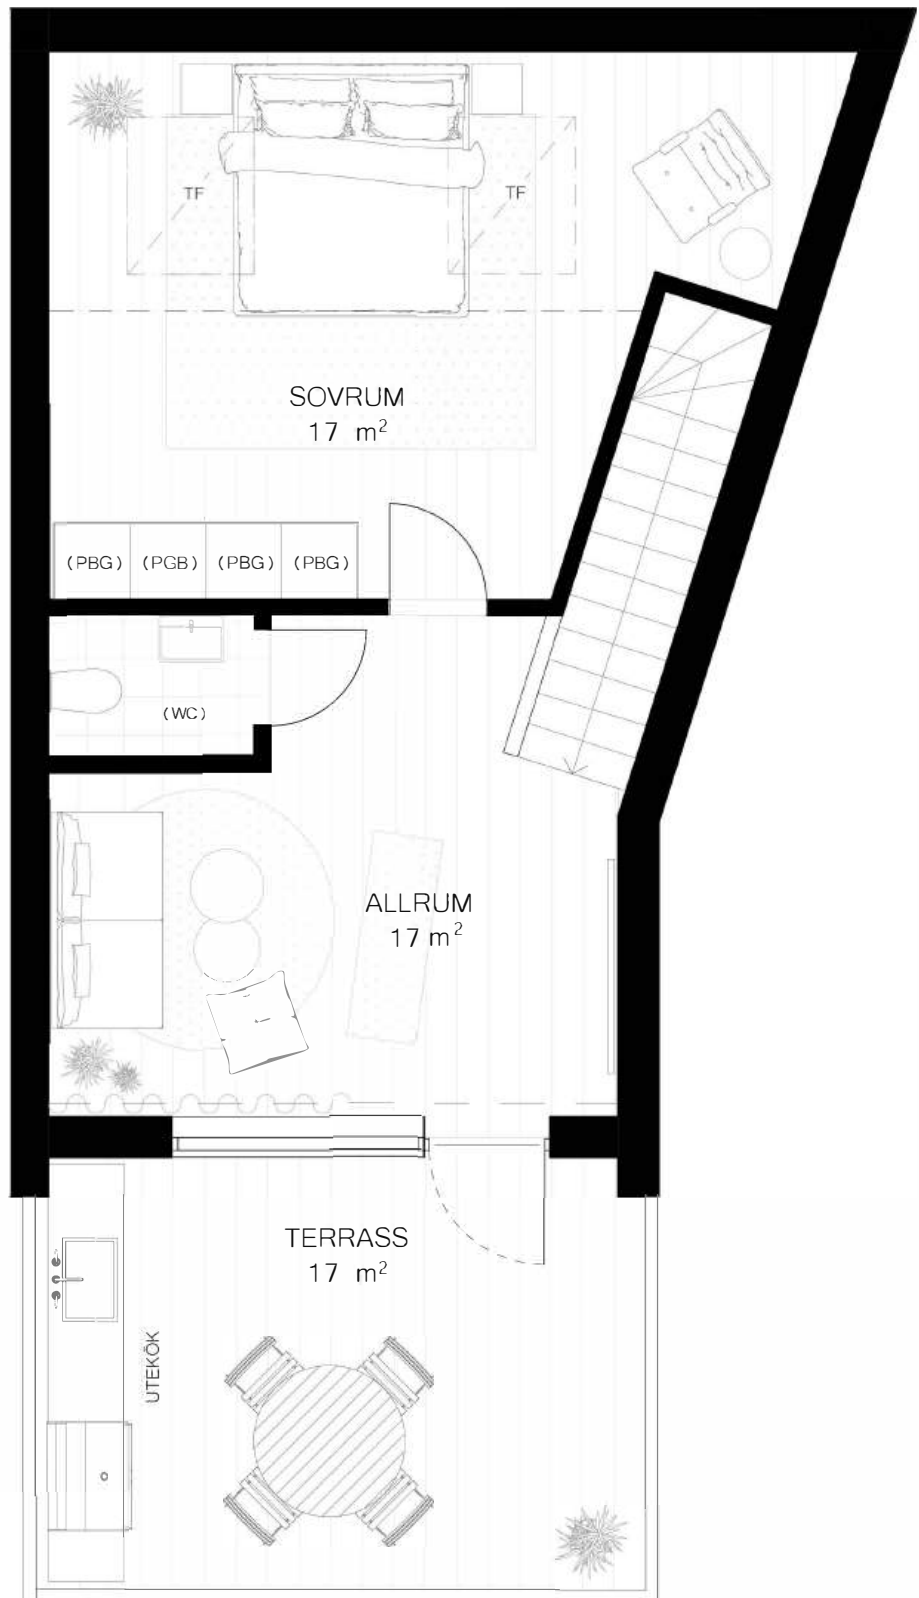 TF
TF
SOVRUM
17 m²
(PBG) (PGB) (PBG) (PBG)
(WC)
ALLRUM
17 m²
TERRASS
17 m²
UTEKÖK